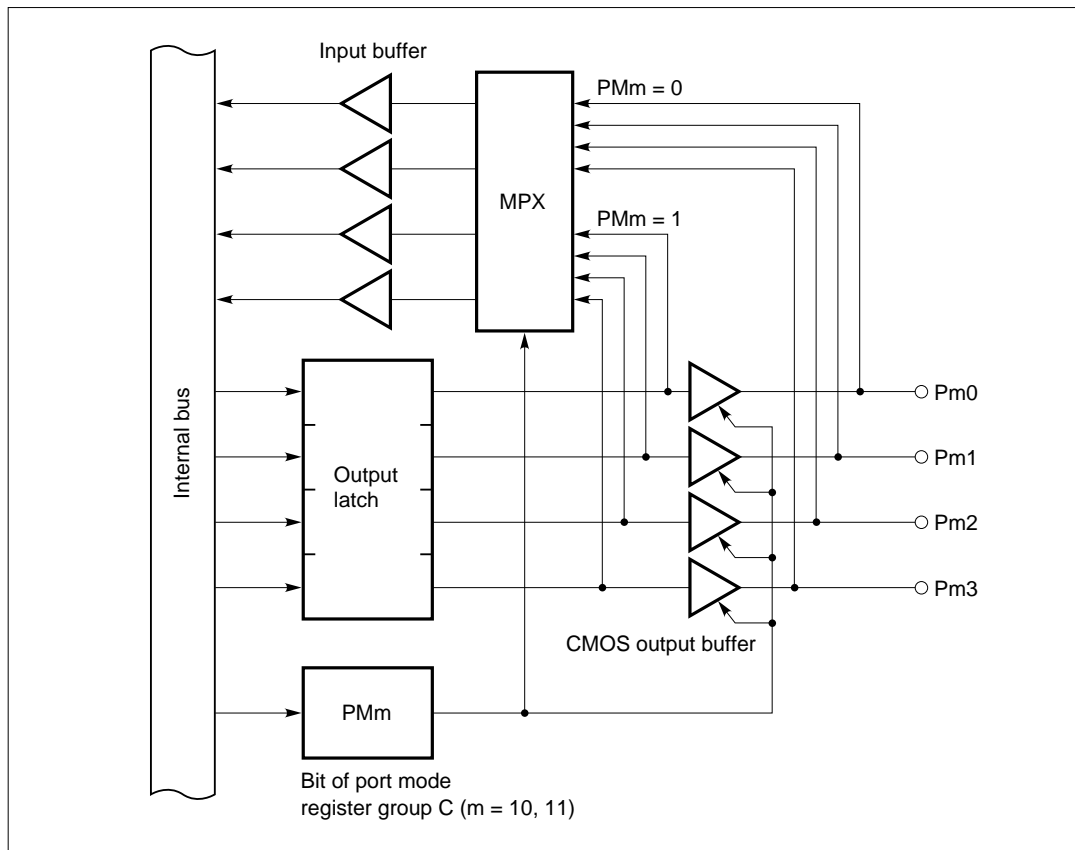 Input buffer
PMm = 0
MPX
PMm = 1
Internal bus
Output
latch
Pm0
Pm1
Pm2
Pm3
CMOS output buffer
PMm
Bit of port mode
register group C (m = 10, 11)